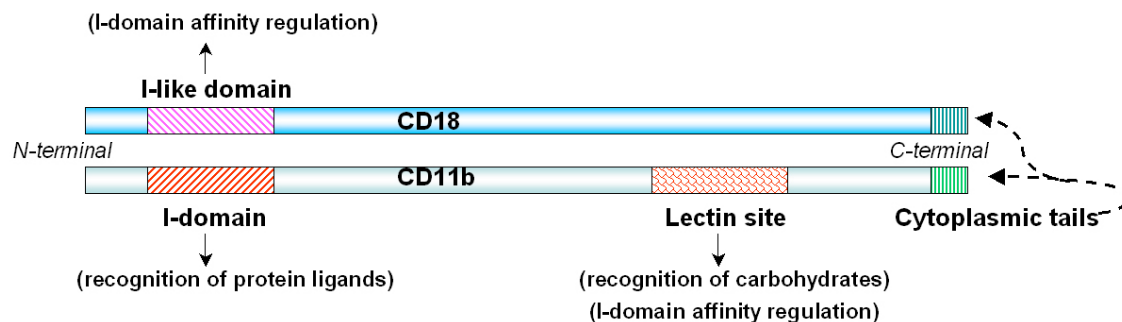 (I-domain affinity regulation)
I-like domain
CD18
N-terminal
C-terminal
CD11b
I-domain
Lectin site
Cytoplasmic tails
(recognition of protein ligands)
(recognition of carbohydrates)
(I-domain affinity regulation)